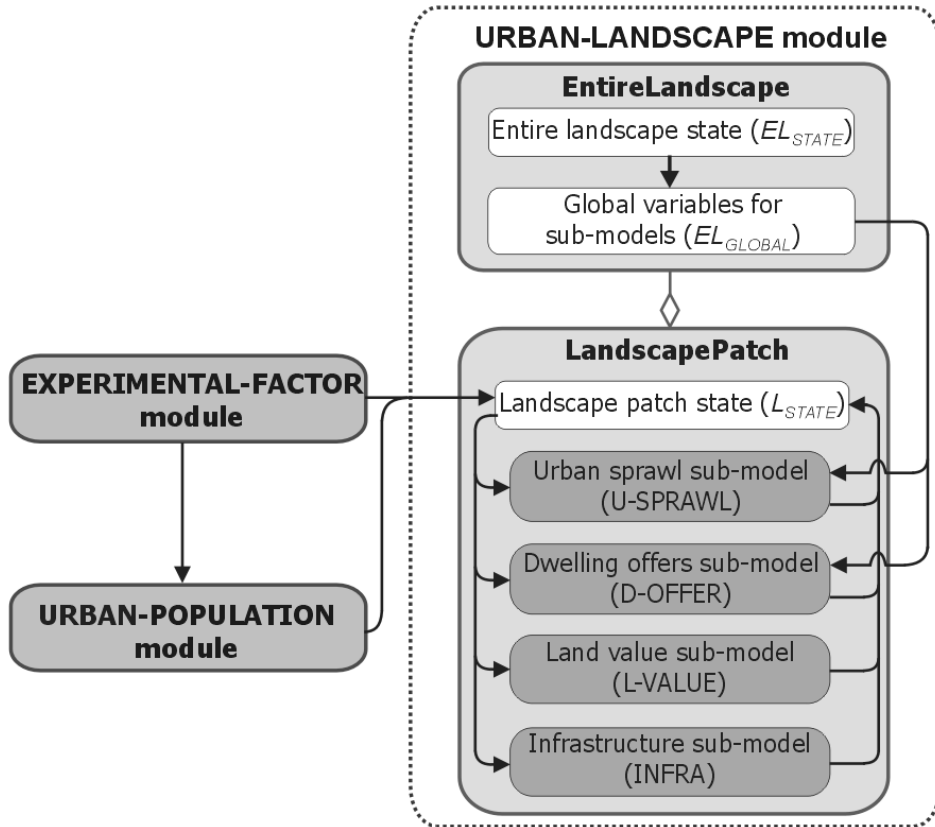 URBAN-LANDSCAPE module
EntireLandscape
Entire landscape state (EL_STATE)
Global variables for
sub-models (EL_GLOBAL)
LandscapePatch
Landscape patch state (L_STATE)
Urban sprawl sub-model
(U-SPRAWL)
Dwelling offers sub-model
(D-OFFER)
Land value sub-model
(L-VALUE)
Infrastructure sub-model
(INFRA)
EXPERIMENTAL-FACTOR
module
URBAN-POPULATION
module